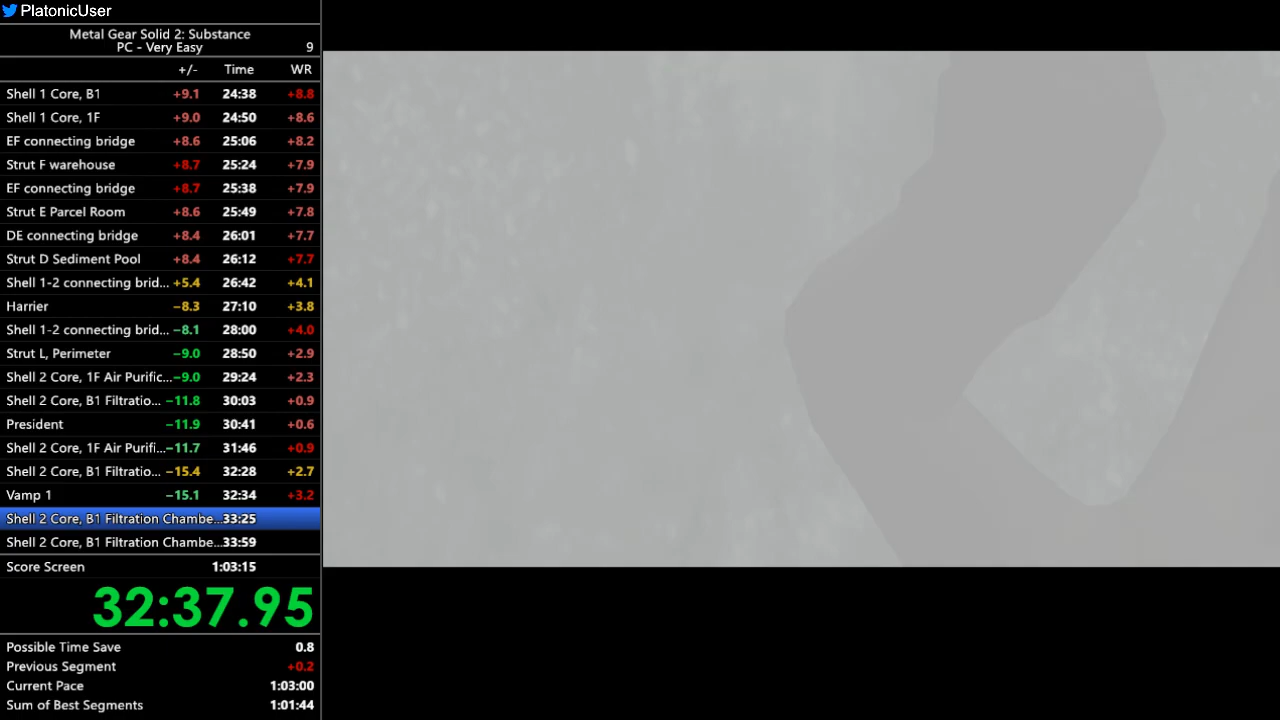 PlatonicUser
Metal Gear Solid 2: Substance
PC - Very Easy 9
+/- Time WR
Shell 1 Core, B1 +9.1 24:38 +8.8
Shell 1 Core, 1F +9.0 24:50 +8.6
EF connecting bridge +8.6 25:06 +8.2
Strut F warehouse +8.7 25:24 +7.9
EF connecting bridge +8.7 25:38 +7.9
Strut E Parcel Room +8.6 25:49 +7.8
DE connecting bridge +8.4 26:01 +7.7
Strut D Sediment Pool +8.4 26:12 +7.7
Shell 1-2 connecting brid... +5.4 26:42 +4.1
Harrier −8.3 27:10 +3.8
Shell 1-2 connecting brid... −8.1 28:00 +4.0
Strut L, Perimeter −9.0 28:50 +2.9
Shell 2 Core, 1F Air Purific... −9.0 29:24 +2.3
Shell 2 Core, B1 Filtratio... −11.8 30:03 +0.9
President −11.9 30:41 +0.6
Shell 2 Core, 1F Air Purifi... −11.7 31:46 +0.9
Shell 2 Core, B1 Filtratio... −15.4 32:28 +2.7
Vamp 1 −15.1 32:34 +3.2
Shell 2 Core, B1 Filtration Chambe... 33:25
Shell 2 Core, B1 Filtration Chambe... 33:59
Score Screen 1:03:15
32:37.95
Possible Time Save 0.8
Previous Segment +0.2
Current Pace 1:03:00
Sum of Best Segments 1:01:44